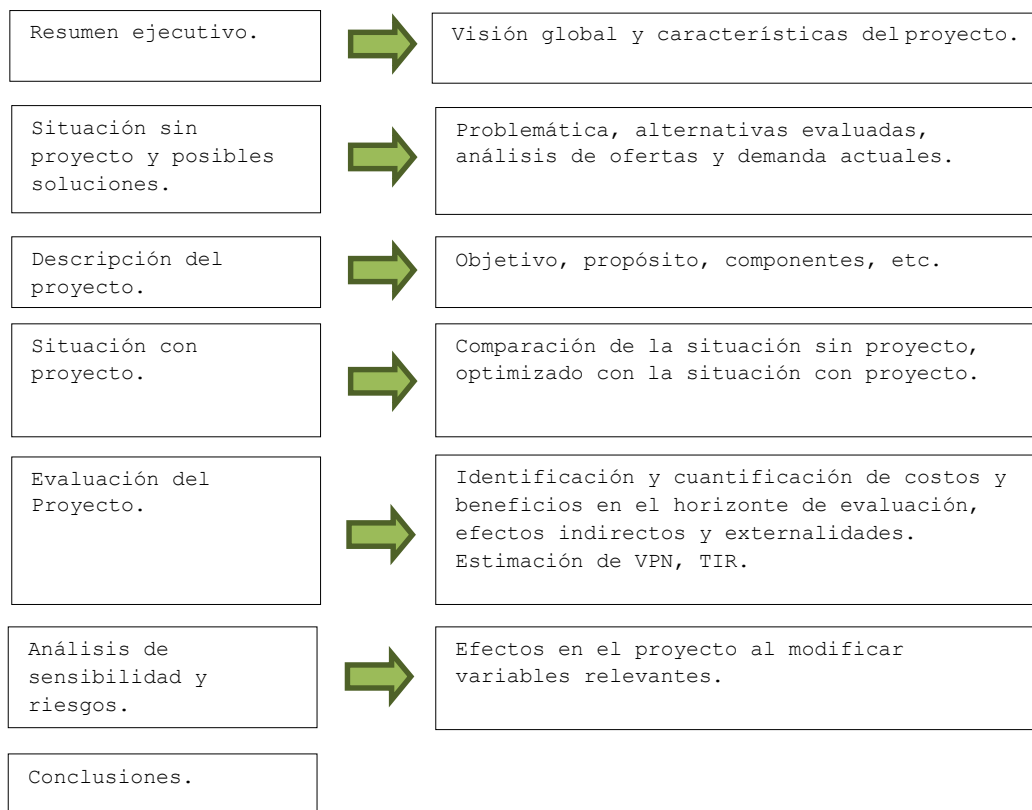 Resumen ejecutivo.
Visión global y características del proyecto.
Situación sin
proyecto y posibles
soluciones.
Problemática, alternativas evaluadas,
análisis de ofertas y demanda actuales.
Descripción del
proyecto.
Objetivo, propósito, componentes, etc.
Situación con
proyecto.
Comparación de la situación sin proyecto,
optimizado con la situación con proyecto.
Evaluación del
Proyecto.
Identificación y cuantificación de costos y
beneficios en el horizonte de evaluación,
efectos indirectos y externalidades.
Estimación de VPN, TIR.
Análisis de
sensibilidad y
riesgos.
Efectos en el proyecto al modificar
variables relevantes.
Conclusiones.